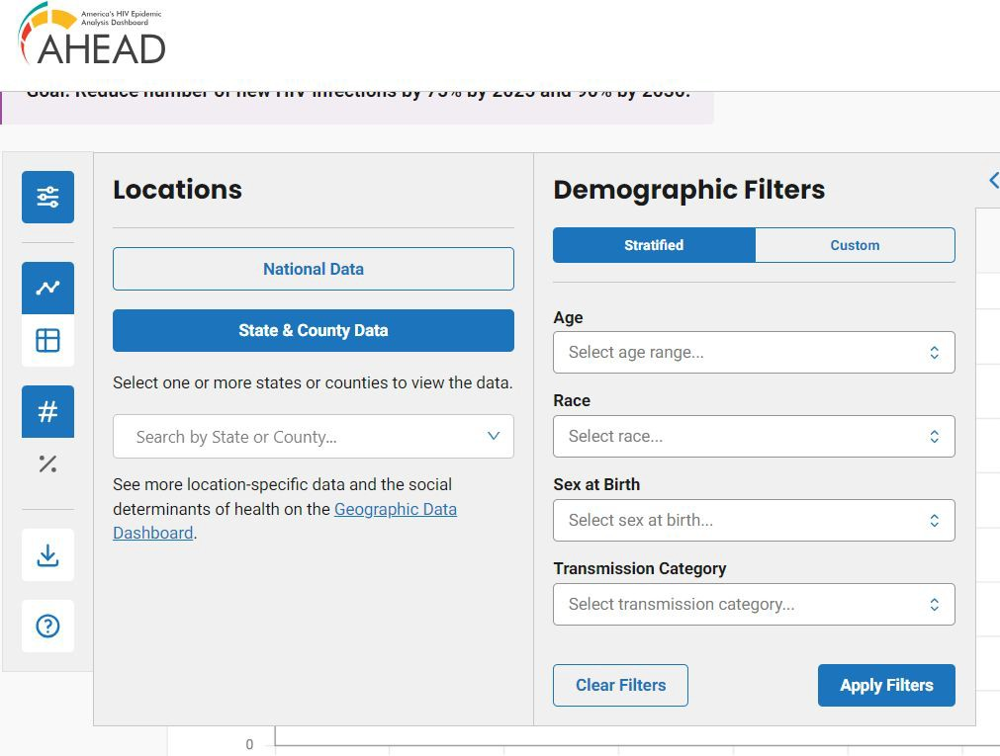 America's HIV Epidemic
Analysis Dashboard
AHEAD
Goal: Reduce number of new HIV infections by 75% by 2025 and 90% by 2030.
Locations
National Data
State & County Data
Select one or more states or counties to view the data.
Search by State or County...
See more location-specific data and the social
determinants of health on the Geographic Data
Dashboard.
Demographic Filters
Stratified
Custom
Age
Select age range...
Race
Select race...
Sex at Birth
Select sex at birth...
Transmission Category
Select transmission category...
Clear Filters
Apply Filters
#
%
?
0